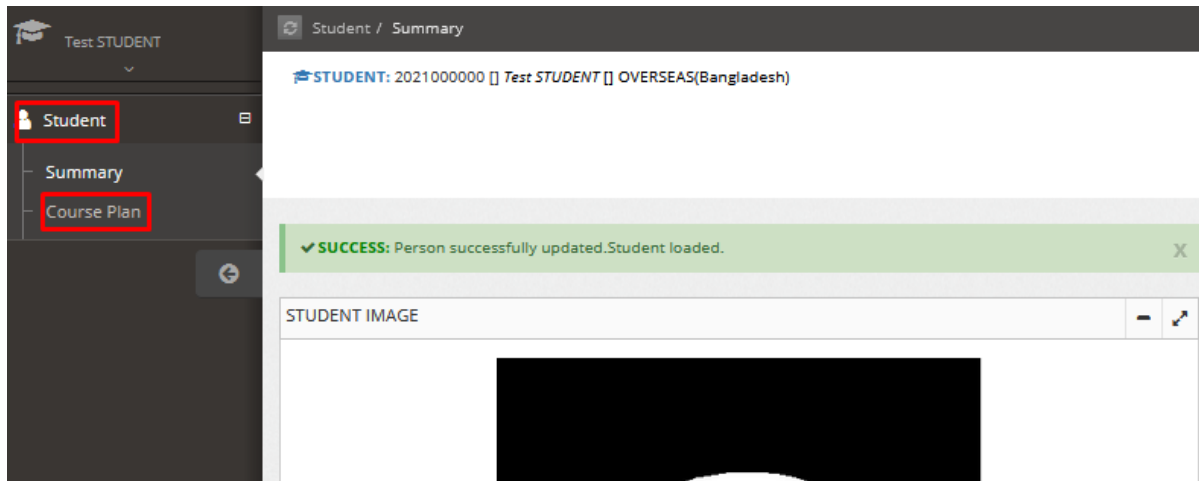 Test STUDENT
Student
Summary
Course Plan
Student / Summary
STUDENT: 2021000000 [] Test STUDENT [] OVERSEAS(Bangladesh)
SUCCESS: Person successfully updated.Student loaded.
X
STUDENT IMAGE